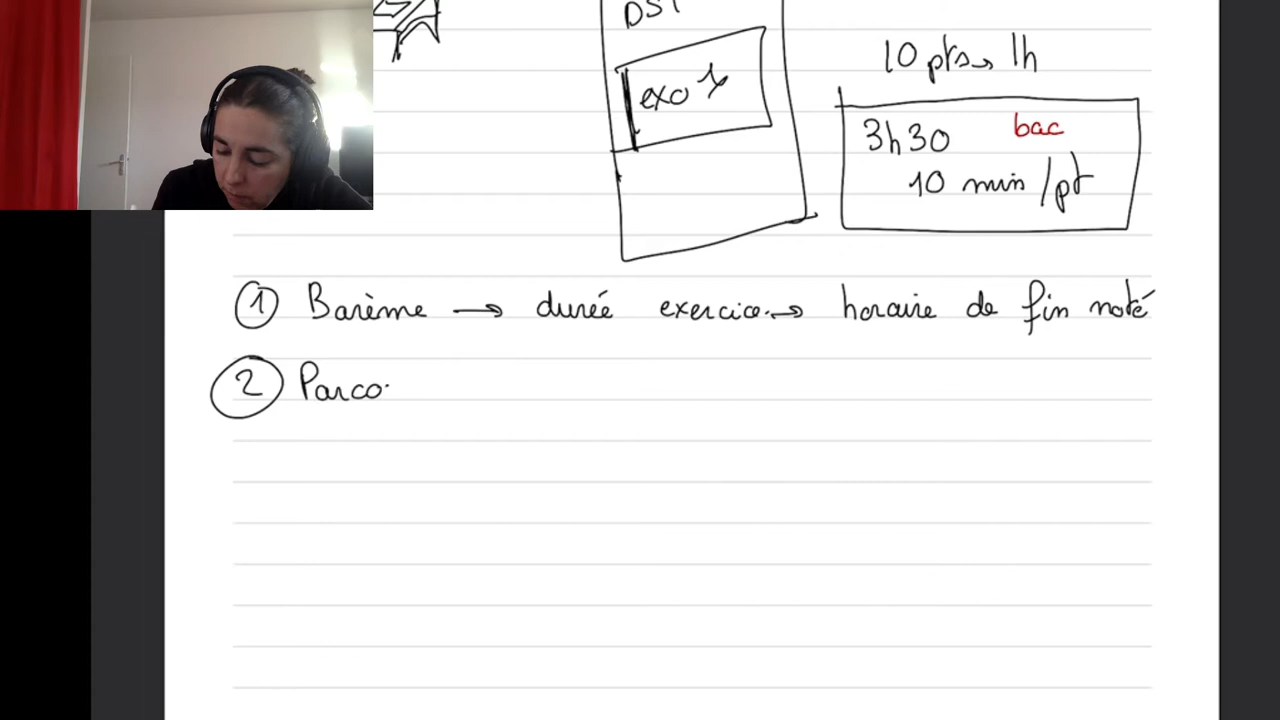 DST
exo 1
10 pts → 1h
3h30 bac
10 min /pt
① Barème → durée exercice → horaire de fin noté
② Parco